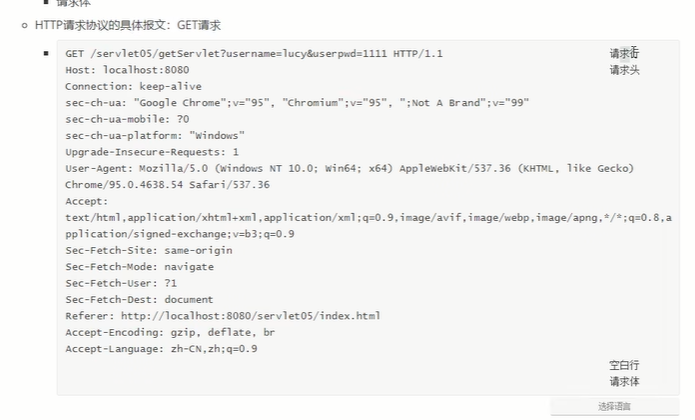 请求体
HTTP请求协议的具体报文：GET请求
GET /servlet05/getServlet?username=lucy&userpwd=1111 HTTP/1.1 请求行
Host: localhost:8080 请求头
Connection: keep-alive
sec-ch-ua: "Google Chrome";v="95", "Chromium";v="95", ";Not A Brand";v="99"
sec-ch-ua-mobile: ?0
sec-ch-ua-platform: "Windows"
Upgrade-Insecure-Requests: 1
User-Agent: Mozilla/5.0 (Windows NT 10.0; Win64; x64) AppleWebKit/537.36 (KHTML, like Gecko)
Chrome/95.0.4638.54 Safari/537.36
Accept:
text/html,application/xhtml+xml,application/xml;q=0.9,image/avif,image/webp,image/apng,*/*;q=0.8,a
pplication/signed-exchange;v=b3;q=0.9
Sec-Fetch-Site: same-origin
Sec-Fetch-Mode: navigate
Sec-Fetch-User: ?1
Sec-Fetch-Dest: document
Referer: http://localhost:8080/servlet05/index.html
Accept-Encoding: gzip, deflate, br
Accept-Language: zh-CN,zh;q=0.9
空白行
请求体
选择语言